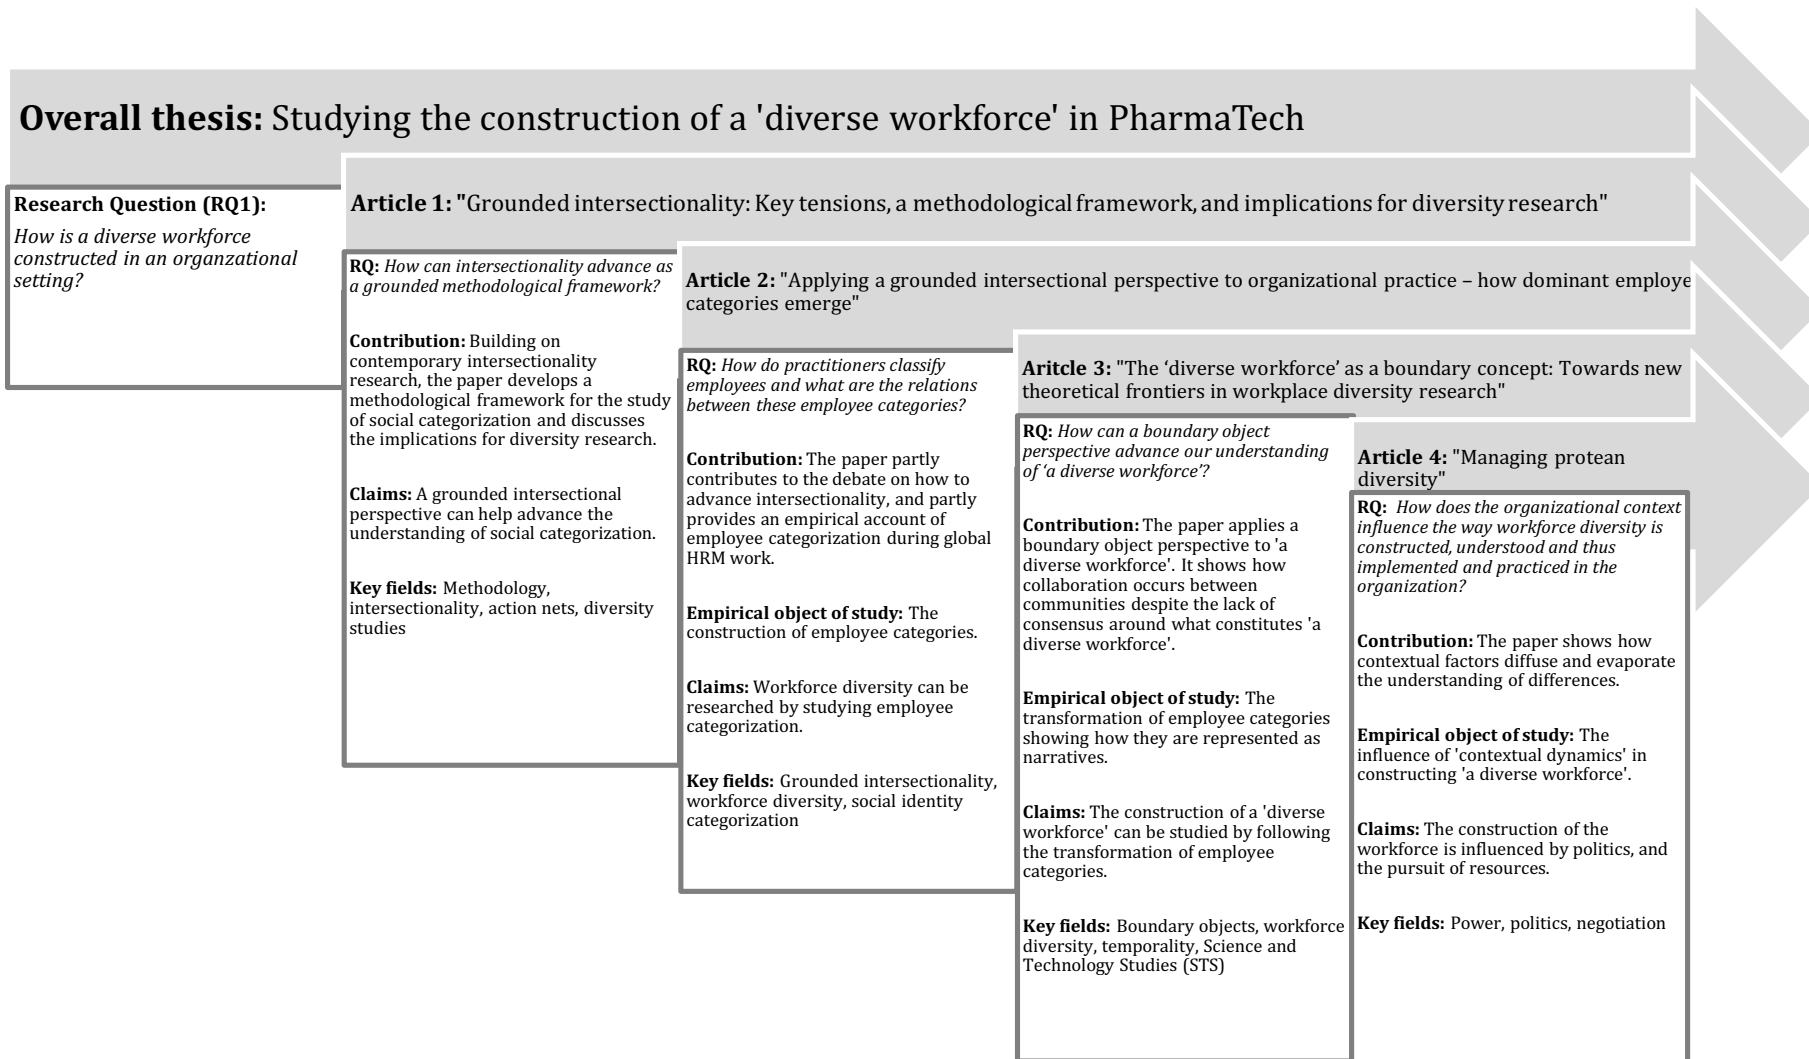 Overall thesis: Studying the construction of a 'diverse workforce' in PharmaTech
Research Question (RQ1):
How is a diverse workforce
constructed in an organzational
setting?
Article 1: "Grounded intersectionality: Key tensions, a methodological framework, and implications for diversity research"
RQ: How can intersectionality advance as
a grounded methodological framework?
Contribution: Building on
contemporary intersectionality
research, the paper develops a
methodological framework for the study
of social categorization and discusses
the implications for diversity research.
Claims: A grounded intersectional
perspective can help advance the
understanding of social categorization.
Key fields: Methodology,
intersectionality, action nets, diversity
studies
Article 2: "Applying a grounded intersectional perspective to organizational practice – how dominant employe
categories emerge"
RQ: How do practitioners classify
employees and what are the relations
between these employee categories?
Contribution: The paper partly
contributes to the debate on how to
advance intersectionality, and partly
provides an empirical account of
employee categorization during global
HRM work.
Empirical object of study: The
construction of employee categories.
Claims: Workforce diversity can be
researched by studying employee
categorization.
Key fields: Grounded intersectionality,
workforce diversity, social identity
categorization
Aritcle 3: "The ‘diverse workforce’ as a boundary concept: Towards new
theoretical frontiers in workplace diversity research"
RQ: How can a boundary object
perspective advance our understanding
of ‘a diverse workforce’?
Contribution: The paper applies a
boundary object perspective to 'a
diverse workforce'. It shows how
collaboration occurs between
communities despite the lack of
consensus around what constitutes 'a
diverse workforce'.
Empirical object of study: The
transformation of employee categories
showing how they are represented as
narratives.
Claims: The construction of a 'diverse
workforce' can be studied by following
the transformation of employee
categories.
Key fields: Boundary objects, workforce
diversity, temporality, Science and
Technology Studies (STS)
Article 4: "Managing protean
diversity"
RQ: How does the organizational context
influence the way workforce diversity is
constructed, understood and thus
implemented and practiced in the
organization?
Contribution: The paper shows how
contextual factors diffuse and evaporate
the understanding of differences.
Empirical object of study: The
influence of 'contextual dynamics' in
constructing 'a diverse workforce'.
Claims: The construction of the
workforce is influenced by politics, and
the pursuit of resources.
Key fields: Power, politics, negotiation